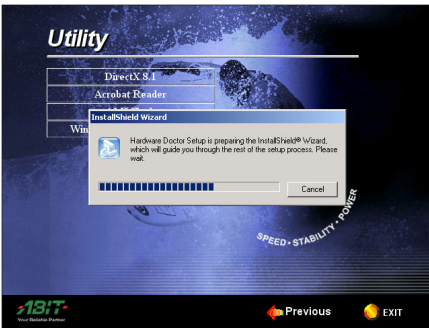 Utility
DirectX 8.1
Acrobat Reader
Win
InstallShield Wizard
Hardware Doctor Setup is preparing the InstallShield® Wizard,
which will guide you through the rest of the setup process. Please
wait.
Cancel
SPEED • STABILITY • POWER
ABIT
Your Reliable Partner
Previous
EXIT